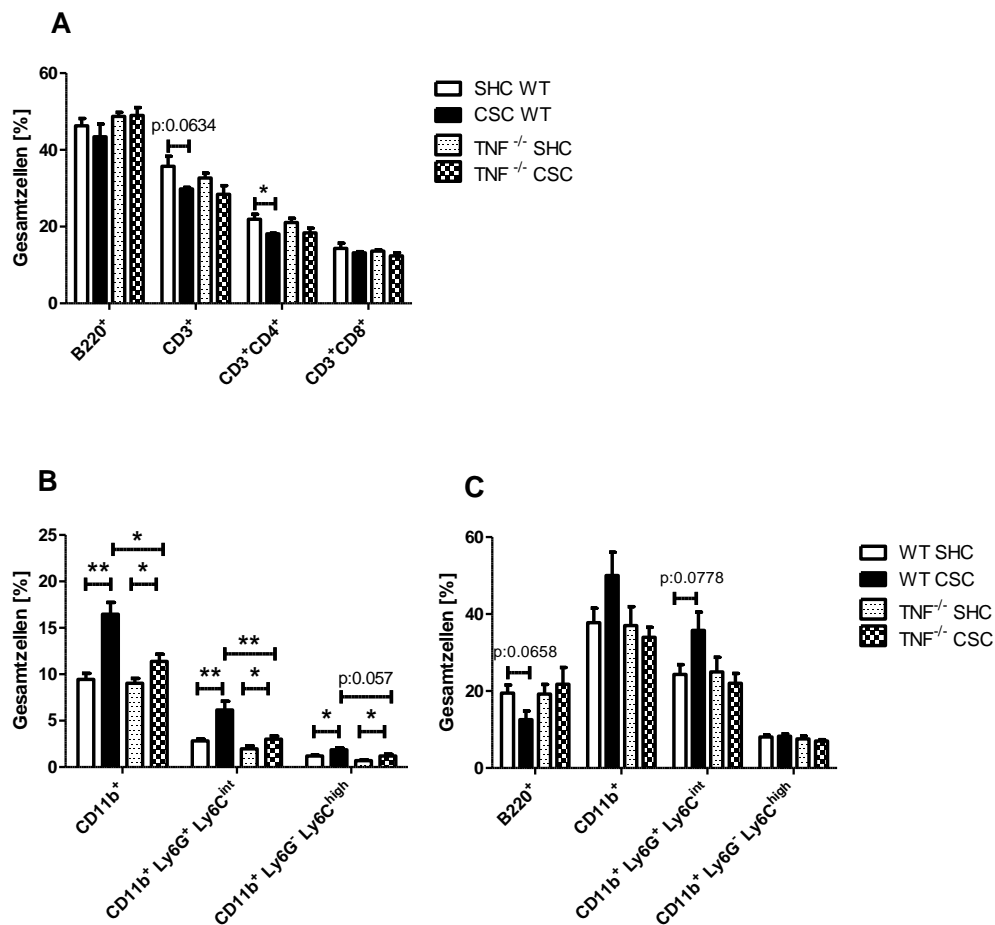 A
Gesamtzellen [%]
60
40
20
0
p:0.0634
*
B220⁺
CD3⁺
CD3⁺CD4⁺
CD3⁺CD8⁺
SHC WT
CSC WT
TNF ⁻/⁻ SHC
TNF ⁻/⁻ CSC
B
Gesamtzellen [%]
25
20
15
10
5
0
*
** *
**
** *
p:0.057
* *
CD11b⁺
CD11b⁺ Ly6G⁺ Ly6Cⁱⁿᵗ
CD11b⁺ Ly6G⁻ Ly6Cʰⁱᵍʰ
C
Gesamtzellen [%]
60
40
20
0
p:0.0658
p:0.0778
B220⁺
CD11b⁺
CD11b⁺ Ly6G⁺ Ly6Cⁱⁿᵗ
CD11b⁺ Ly6G⁻ Ly6Cʰⁱᵍʰ
WT SHC
WT CSC
TNF⁻/⁻ SHC
TNF⁻/⁻ CSC